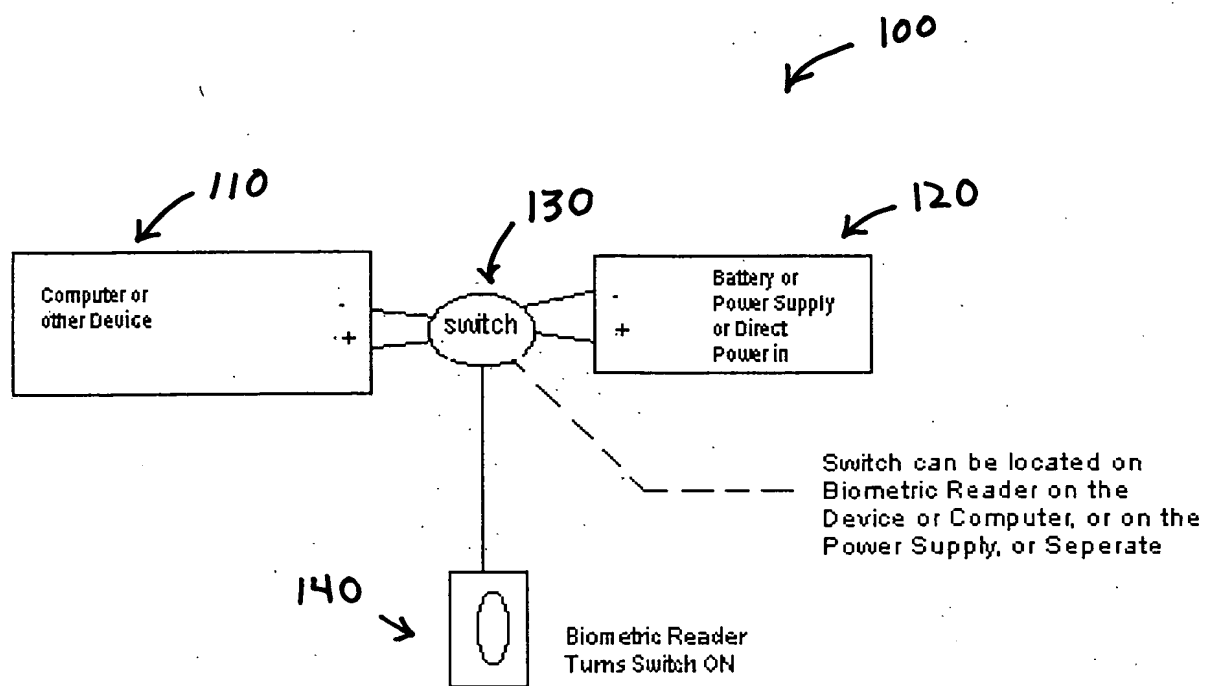 100
110
130
120
Computer or
other Device
-
+
switch
-
+
Battery or
Power Supply
or Direct
Power in
Switch can be located on
Biometric Reader on the
Device or Computer, or on the
Power Supply, or Seperate
140
Biometric Reader
Turns Switch ON